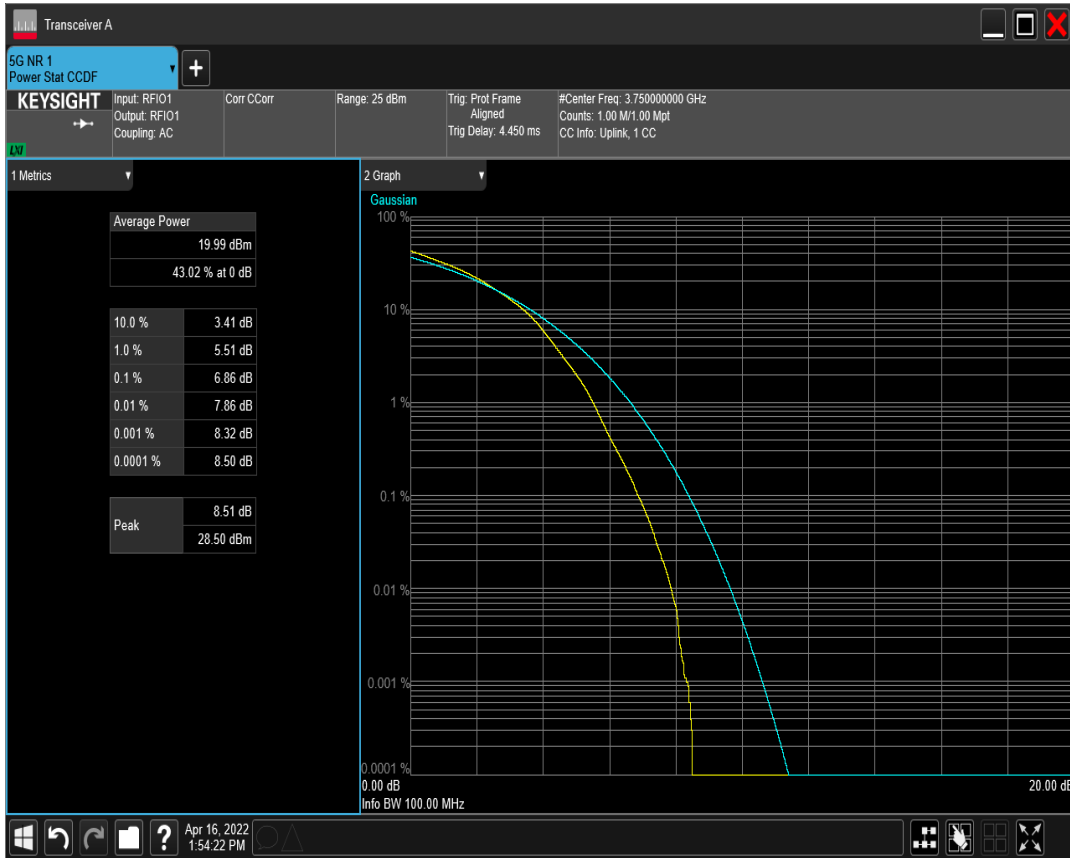 Transceiver A
5G NR 1
Power Stat CCDF
KEYSIGHT
LXI
Input: RFIO1
Output: RFIO1
Coupling: AC
Corr CCorr
Range: 25 dBm
Trig: Prot Frame
Aligned
Trig Delay: 4.450 ms
#Center Freq: 3.750000000 GHz
Counts: 1.00 M/1.00 Mpt
CC Info: Uplink, 1 CC
1 Metrics
Average Power
19.99 dBm
43.02 % at 0 dB
10.0 % 3.41 dB
1.0 % 5.51 dB
0.1 % 6.86 dB
0.01 % 7.86 dB
0.001 % 8.32 dB
0.0001 % 8.50 dB
Peak
8.51 dB
28.50 dBm
2 Graph
Gaussian
100 %
10 %
1 %
0.1 %
0.01 %
0.001 %
0.0001 %
0.00 dB 20.00 dB
Info BW 100.00 MHz
?
Apr 16, 2022
1:54:22 PM